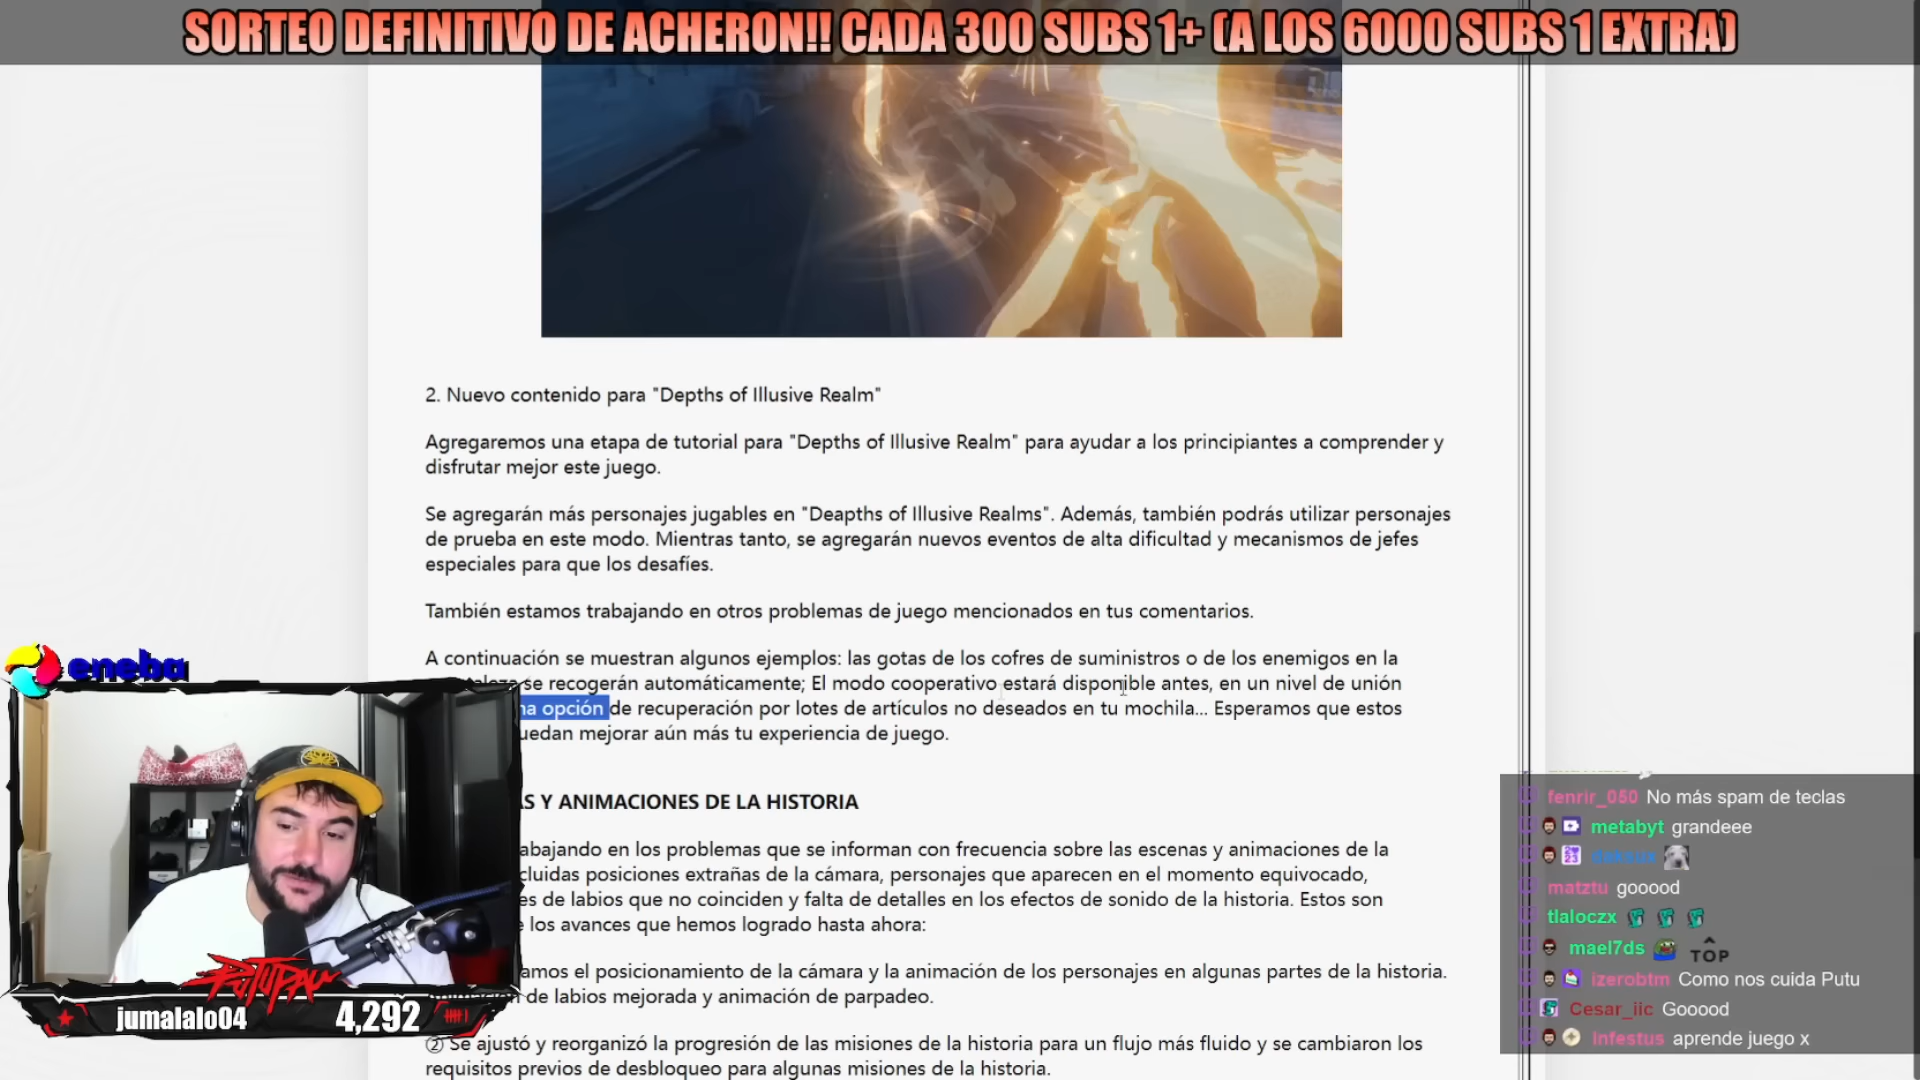 SORTEO DEFINITIVO DE ACHERON!! CADA 300 SUBS 1+ (A LOS 6000 SUBS 1 EXTRA)
2. Nuevo contenido para "Depths of Illusive Realm"
Agregaremos una etapa de tutorial para "Depths of Illusive Realm" para ayudar a los principiantes a comprender y
disfrutar mejor este juego.
Se agregarán más personajes jugables en "Deapths of Illusive Realms". Además, también podrás utilizar personajes
de prueba en este modo. Mientras tanto, se agregarán nuevos eventos de alta dificultad y mecanismos de jefes
especiales para que los desafíes.
También estamos trabajando en otros problemas de juego mencionados en tus comentarios.
A continuación se muestran algunos ejemplos: las gotas de los cofres de suministros o de los enemigos en la
se recogerán automáticamente; El modo cooperativo estará disponible antes, en un nivel de unión
opción de recuperación por lotes de artículos no deseados en tu mochila... Esperamos que estos
uedan mejorar aún más tu experiencia de juego.
AS Y ANIMACIONES DE LA HISTORIA
abajando en los problemas que se informan con frecuencia sobre las escenas y animaciones de la
cluidas posiciones extrañas de la cámara, personajes que aparecen en el momento equivocado,
es de labios que no coinciden y falta de detalles en los efectos de sonido de la historia. Estos son
los avances que hemos logrado hasta ahora:
amos el posicionamiento de la cámara y la animación de los personajes en algunas partes de la historia.
de labios mejorada y animación de parpadeo.
② Se ajustó y reorganizó la progresión de las misiones de la historia para un flujo más fluido y se cambiaron los
requisitos previos de desbloqueo para algunas misiones de la historia.
eneba
PUTUPAU
jumalalo04 4,292
fenrir_050 No más spam de teclas
metabyt grandeee
matztu gooood
tlaloczx
mael7ds TOP
izerobtm Como nos cuida Putu
Cesar_iic Gooood
Infestus aprende juego x